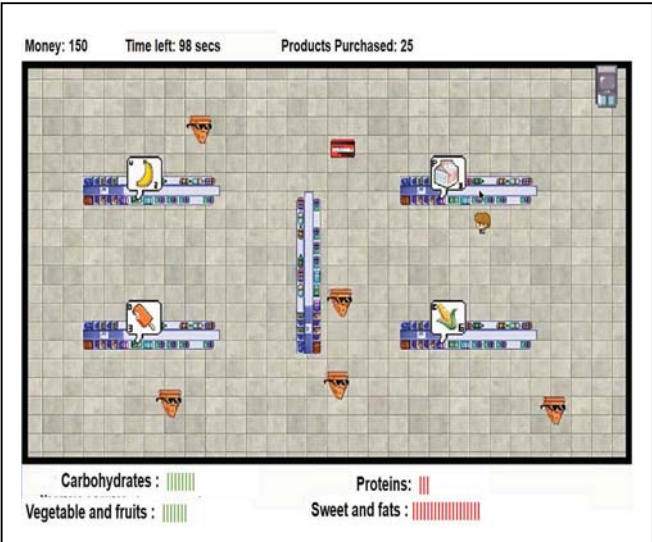 Money: 150 Time left: 98 secs Products Purchased: 25
Carbohydrates : ||||||||
Proteins: |||
Vegetable and fruits : |||||||
Sweet and fats : ||||||||||||||||||||